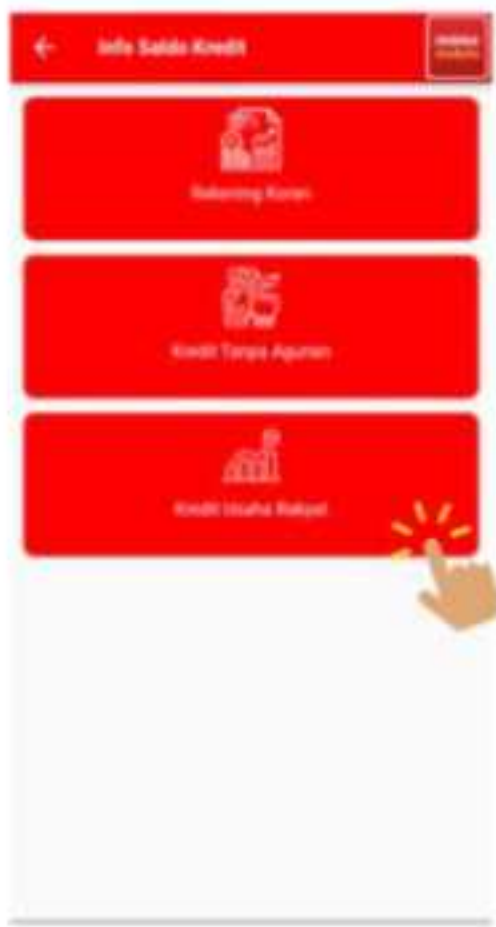 Info Saldo Kredit
Rekening Koran
Kredit Tanpa Agunan
Kredit Usaha Rakyat